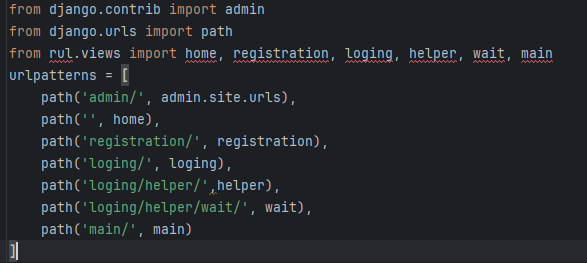 from django.contrib import admin
from django.urls import path
from rul.views import home, registration, loging, helper, wait, main
urlpatterns = [
    path('admin/', admin.site.urls),
    path('', home),
    path('registration/', registration),
    path('loging/', loging),
    path('loging/helper/',helper),
    path('loging/helper/wait/', wait),
    path('main/', main)
]